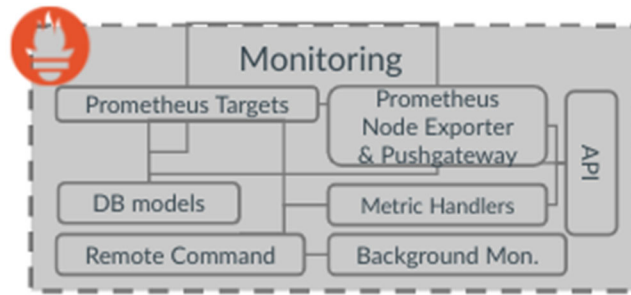 Monitoring
Prometheus Targets
Prometheus
Node Exporter
& Pushgateway
API
DB models
Metric Handlers
Remote Command
Background Mon.